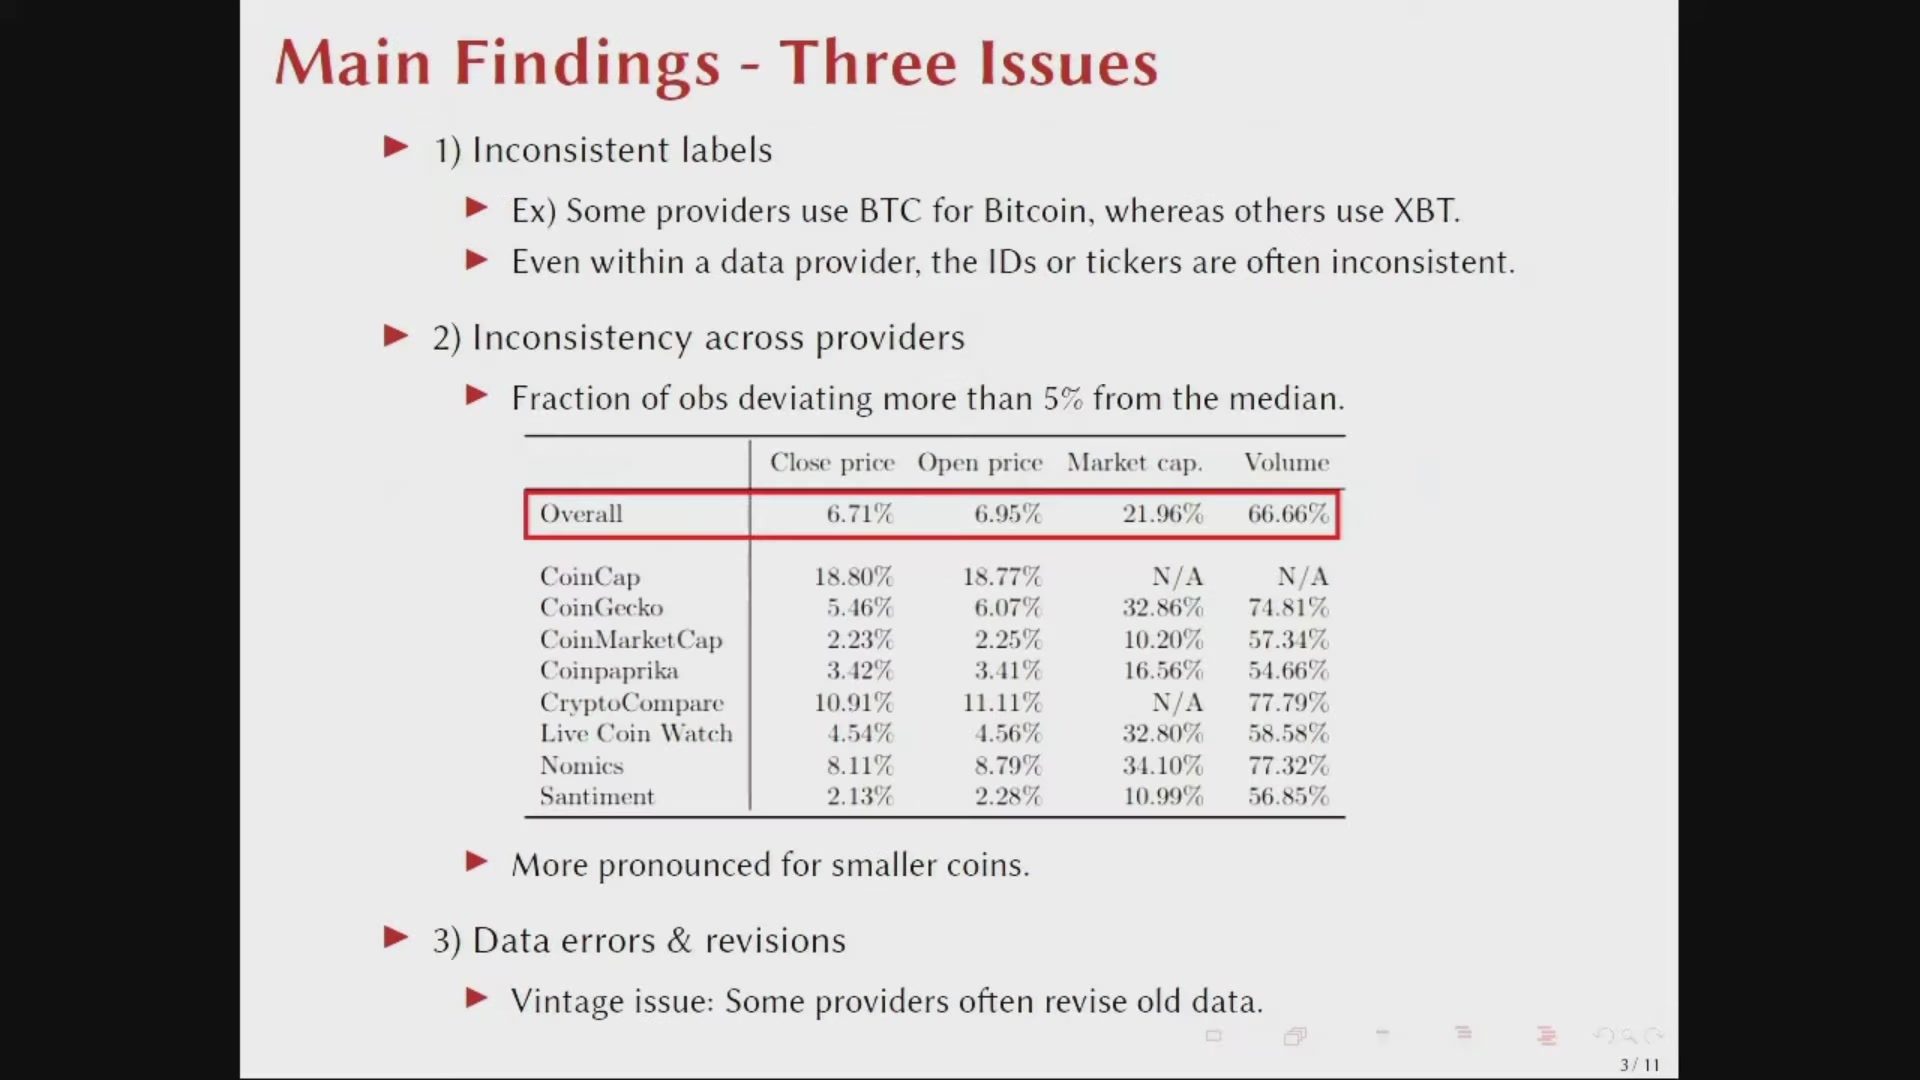 Main Findings - Three Issues
1) Inconsistent labels
Ex) Some providers use BTC for Bitcoin, whereas others use XBT.
Even within a data provider, the IDs or tickers are often inconsistent.
2) Inconsistency across providers
Fraction of obs deviating more than 5% from the median.
Close price Open price Market cap. Volume
Overall 6.71% 6.95% 21.96% 66.66%
CoinCap 18.80% 18.77% N/A N/A
CoinGecko 5.46% 6.07% 32.86% 74.81%
CoinMarketCap 2.23% 2.25% 10.20% 57.34%
Coinpaprika 3.42% 3.41% 16.56% 54.66%
CryptoCompare 10.91% 11.11% N/A 77.79%
Live Coin Watch 4.54% 4.56% 32.80% 58.58%
Nomics 8.11% 8.79% 34.10% 77.32%
Santiment 2.13% 2.28% 10.99% 56.85%
More pronounced for smaller coins.
3) Data errors & revisions
Vintage issue: Some providers often revise old data.
3 / 11